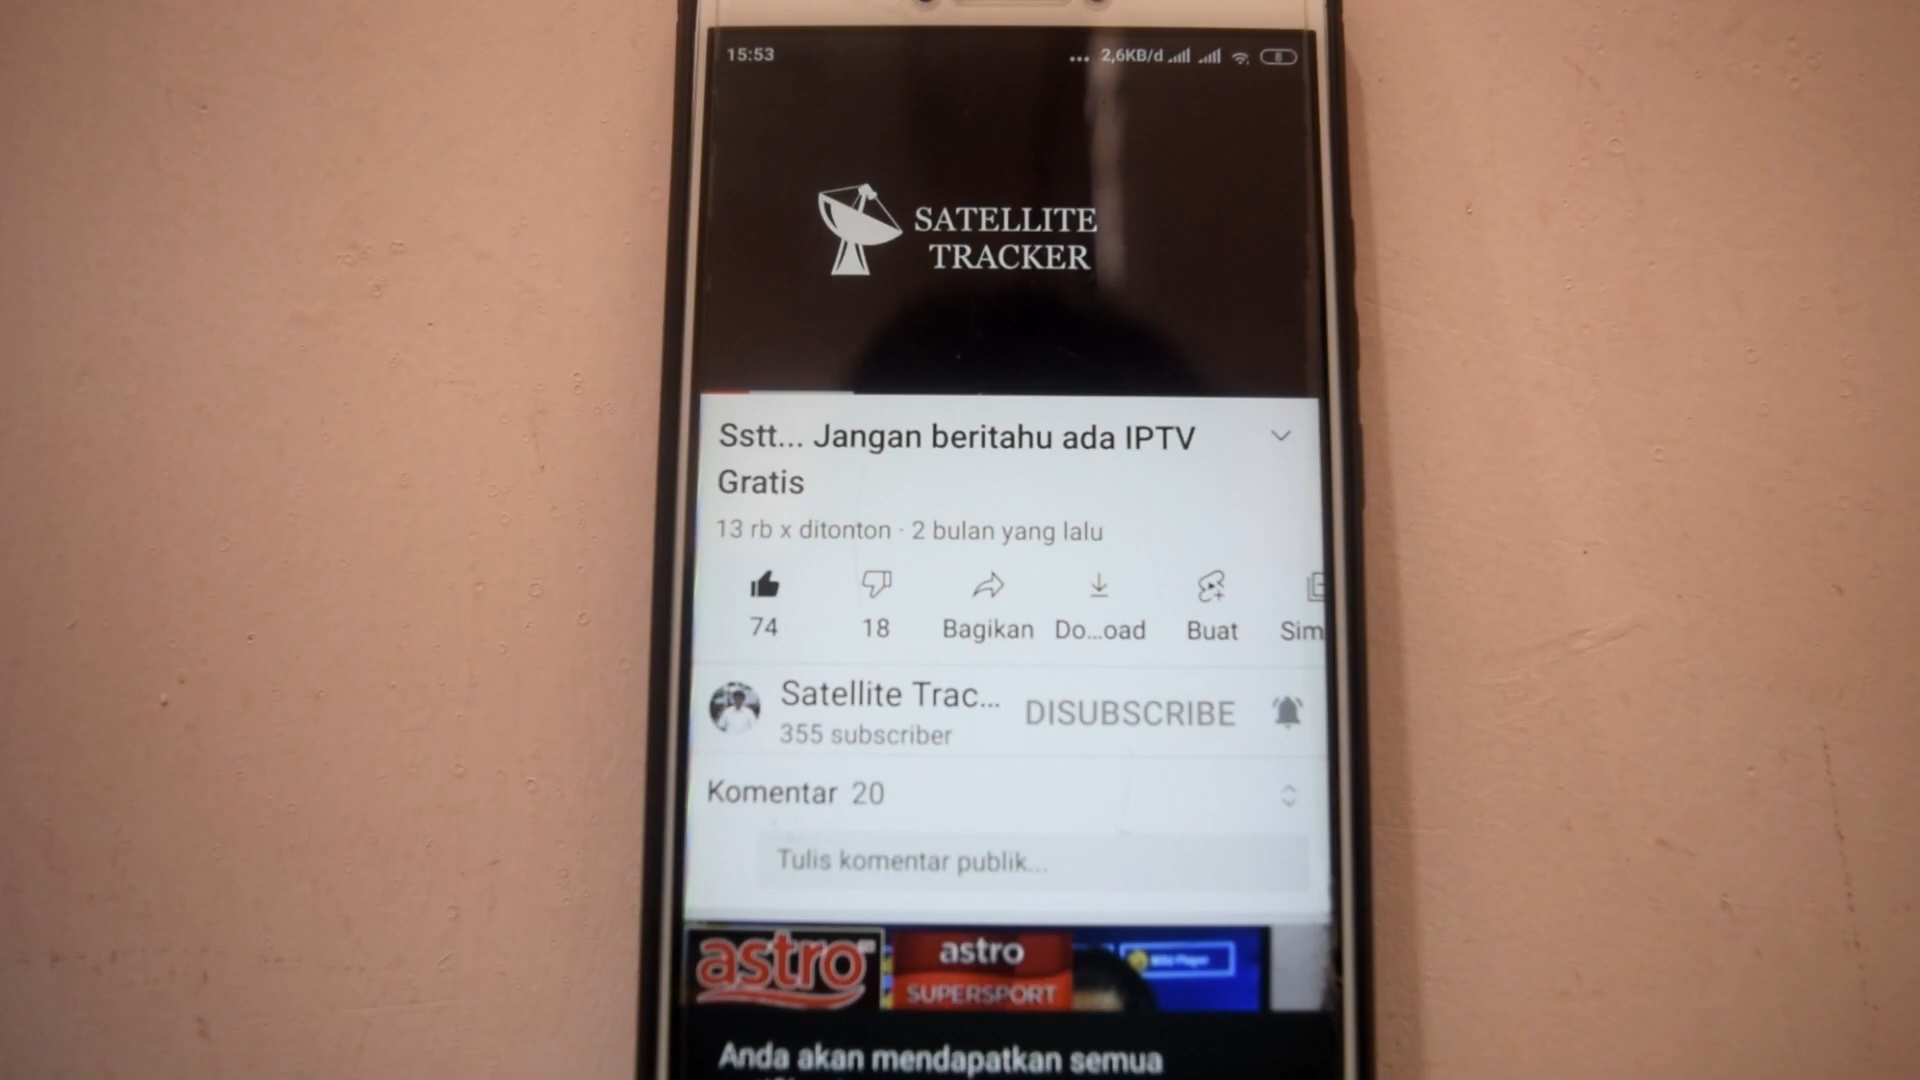 15:53
... 2,6KB/d
8
SATELLITE
TRACKER
Sstt... Jangan beritahu ada IPTV
Gratis
13 rb x ditonton · 2 bulan yang lalu
74
18
Bagikan
Do...oad
Buat
Sim
Satellite Trac...
DISUBSCRIBE
355 subscriber
Komentar 20
Tulis komentar publik...
astro
astro
SUPERSPORT
Anda akan mendapatkan semua